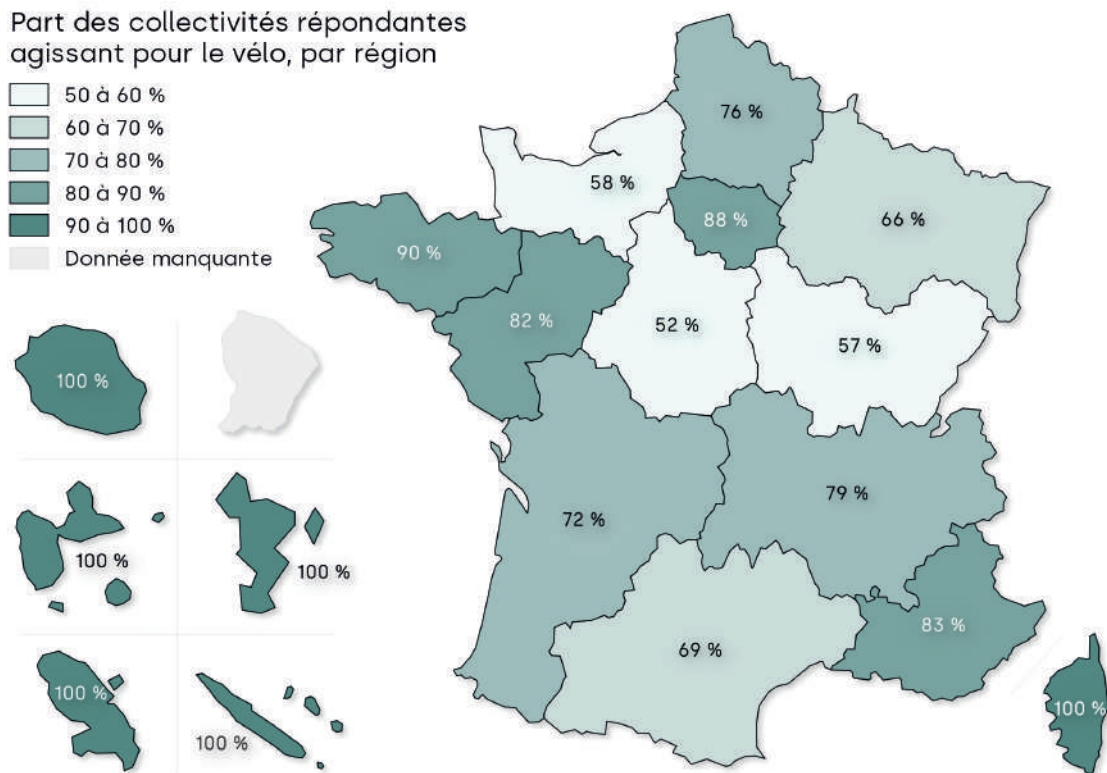 Part des collectivités répondantes
agissant pour le vélo, par région
50 à 60 %
60 à 70 %
70 à 80 %
80 à 90 %
90 à 100 %
Donnée manquante
76 %
58 %
88 %
66 %
90 %
82 %
52 %
57 %
100 %
79 %
72 %
100 %
100 %
83 %
69 %
100 %
100 %
100 %